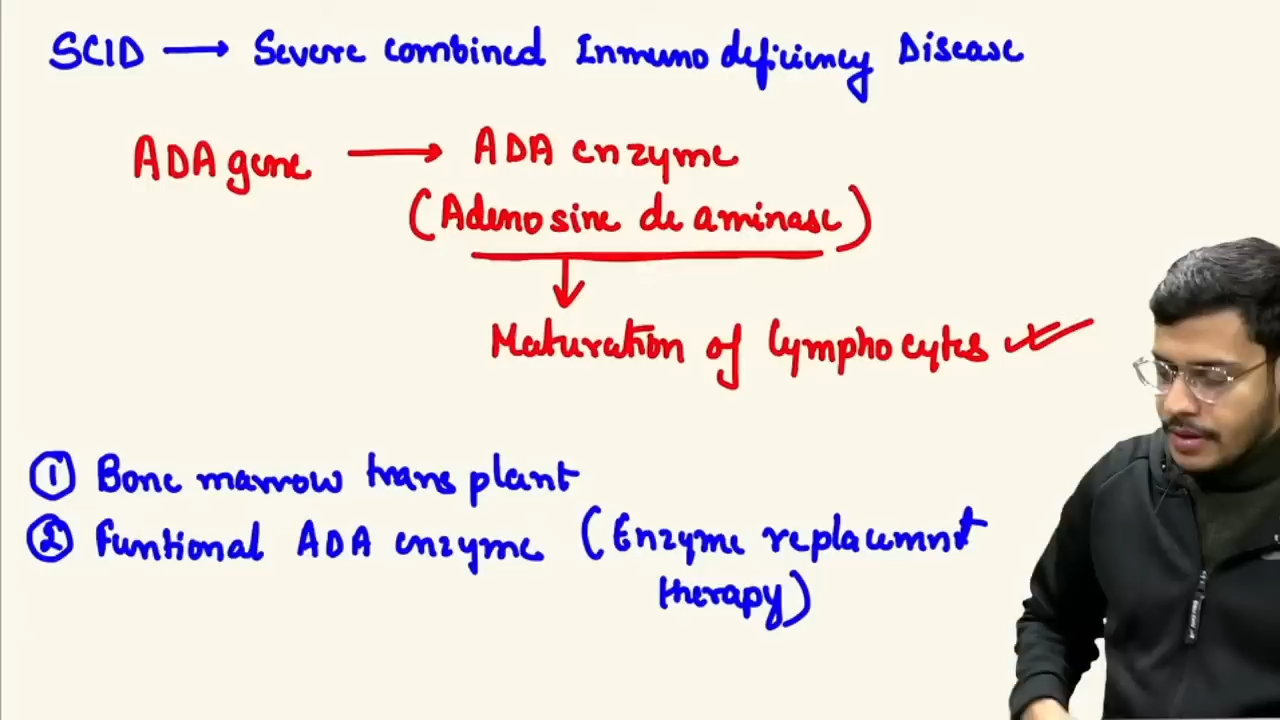 SCID → Severe combined Inmuno deficiency Disease
ADA gene → ADA enzyme
(Adenosine de aminase)
↓
Maturation of lymphocytes
① Bone marrow transplant
② Funtional ADA enzyme (Enzyme replacemnt
therapy)